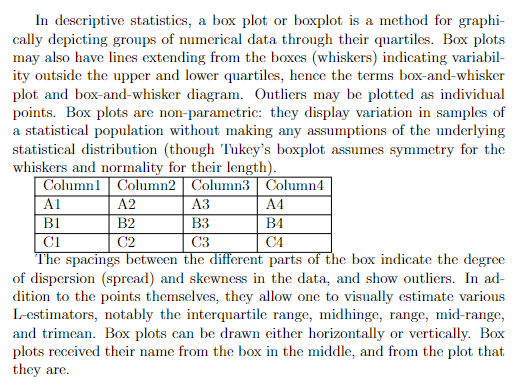 In descriptive statistics, a box plot or boxplot is a method for graphi-
cally depicting groups of numerical data through their quartiles. Box plots
may also have lines extending from the boxes (whiskers) indicating variabil-
ity outside the upper and lower quartiles, hence the terms box-and-whisker
plot and box-and-whisker diagram. Outliers may be plotted as individual
points. Box plots are non-parametric: they display variation in samples of
a statistical population without making any assumptions of the underlying
statistical distribution (though Tukey's boxplot assumes symmetry for the
whiskers and normality for their length).
Column1 Column2 Column3 Column4
A1 A2 A3 A4
B1 B2 B3 B4
C1 C2 C3 C4
The spacings between the different parts of the box indicate the degree
of dispersion (spread) and skewness in the data, and show outliers. In ad-
dition to the points themselves, they allow one to visually estimate various
L-estimators, notably the interquartile range, midhinge, range, mid-range,
and trimean. Box plots can be drawn either horizontally or vertically. Box
plots received their name from the box in the middle, and from the plot that
they are.